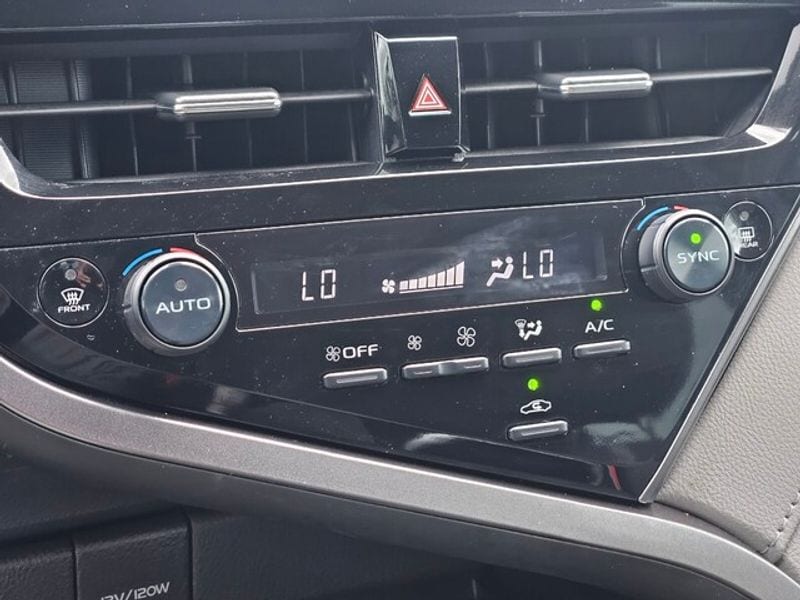 FRONT
AUTO
LO
LO
SYNC
REAR
OFF
A/C
12V/120W